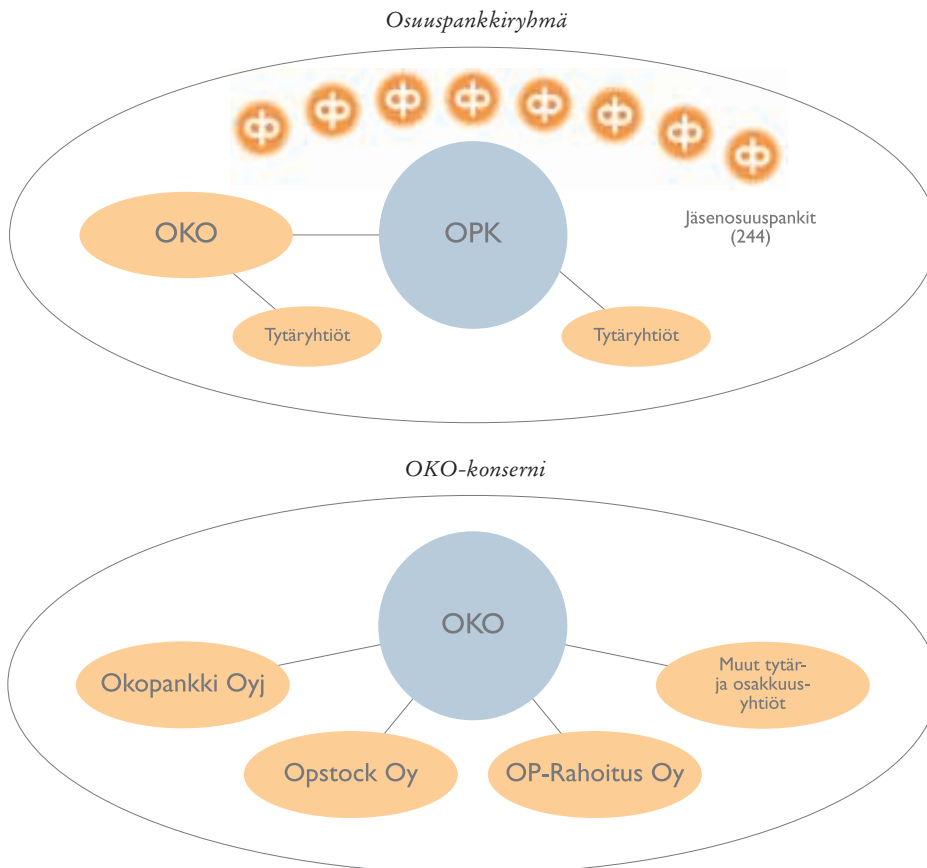 Osuuspankkiryhmä
OKO
OPK
Jäsenosuuspankit
(244)
Tytäryhtiöt
Tytäryhtiöt
OKO-konserni
OKO
Okopankki Oyj
Muut tytär-
ja osakkuus-
yhtiöt
Opstock Oy
OP-Rahoitus Oy